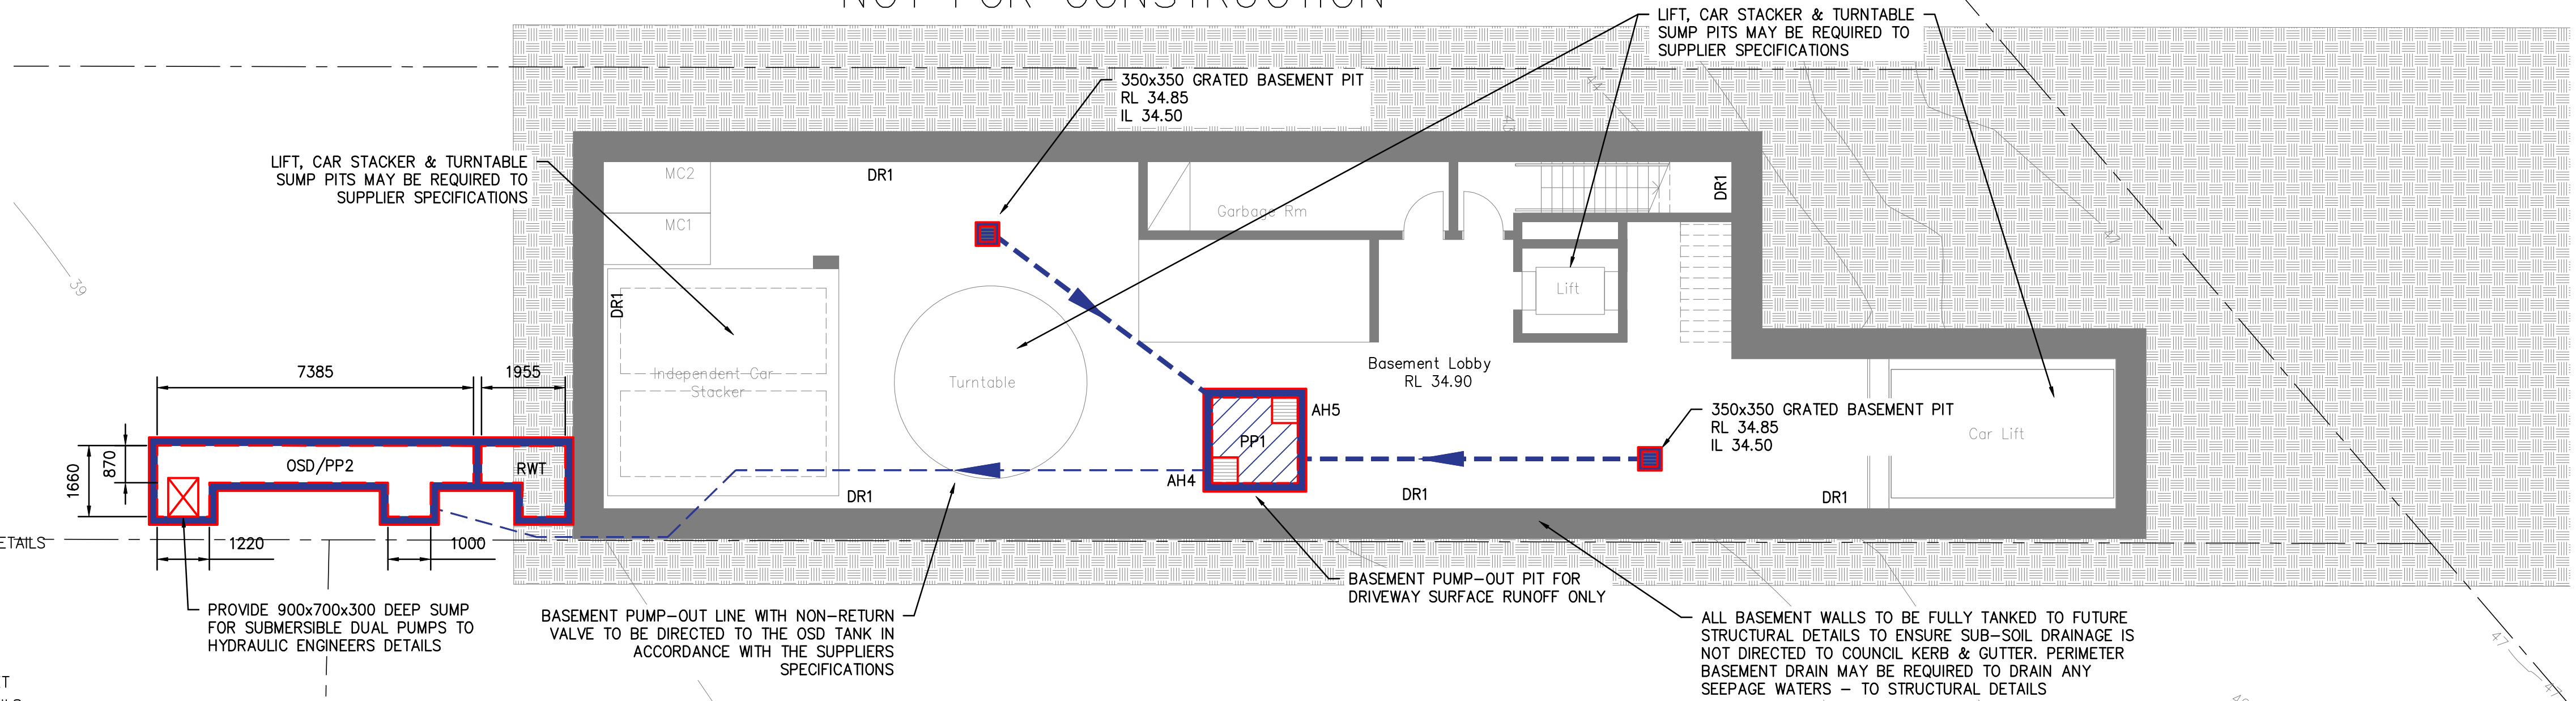 NOT FOR CONSTRUCTION
LIFT, CAR STACKER & TURNTABLE
SUMP PITS MAY BE REQUIRED TO
SUPPLIER SPECIFICATIONS
350x350 GRATED BASEMENT PIT
RL 34.85
IL 34.50
LIFT, CAR STACKER & TURNTABLE
SUMP PITS MAY BE REQUIRED TO
SUPPLIER SPECIFICATIONS
MC2
MC1
DR1
DR1
DR1
Garbage Rm
Lift
44
47
39
Independent Car
Stacker
Turntable
Basement Lobby
RL 34.90
7385
1955
1660
870
OSD/PP2
RWT
1220
1000
PP1
AH5
AH4
DR1
DR1
DR1
350x350 GRATED BASEMENT PIT
RL 34.85
IL 34.50
Car Lift
ETAILS
PROVIDE 900x700x300 DEEP SUMP
FOR SUBMERSIBLE DUAL PUMPS TO
HYDRAULIC ENGINEERS DETAILS
BASEMENT PUMP-OUT LINE WITH NON-RETURN
VALVE TO BE DIRECTED TO THE OSD TANK IN
ACCORDANCE WITH THE SUPPLIERS
SPECIFICATIONS
BASEMENT PUMP-OUT PIT FOR
DRIVEWAY SURFACE RUNOFF ONLY
ALL BASEMENT WALLS TO BE FULLY TANKED TO FUTURE
STRUCTURAL DETAILS TO ENSURE SUB-SOIL DRAINAGE IS
NOT DIRECTED TO COUNCIL KERB & GUTTER. PERIMETER
BASEMENT DRAIN MAY BE REQUIRED TO DRAIN ANY
SEEPAGE WATERS - TO STRUCTURAL DETAILS
47
47